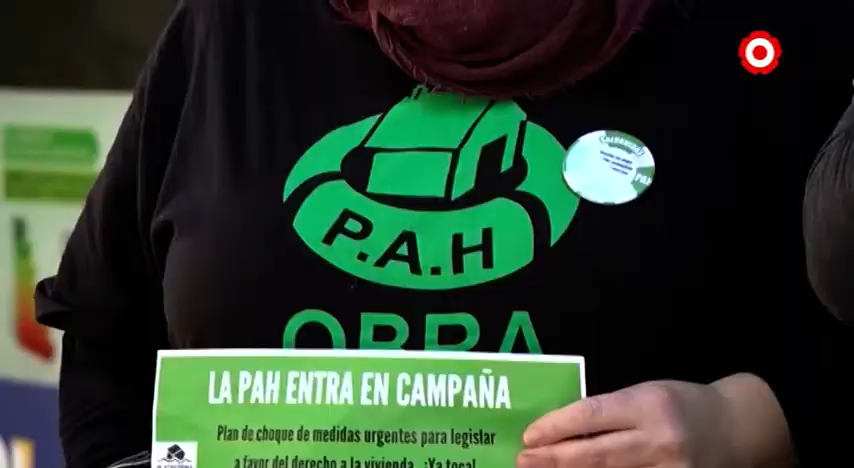 P.A.H
OBRA
PAH
LA PAH ENTRA EN CAMPAÑA
Plan de choque de medidas urgentes para legislar
a favor del derecho a la vivienda. ¡Ya toca!